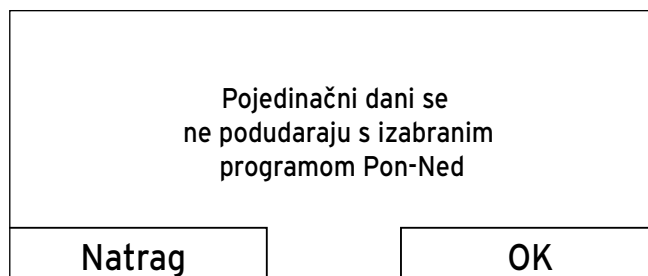 Pojedinačni dani se
ne podudaraju s izabranim
programom Pon-Ned
Natrag
OK